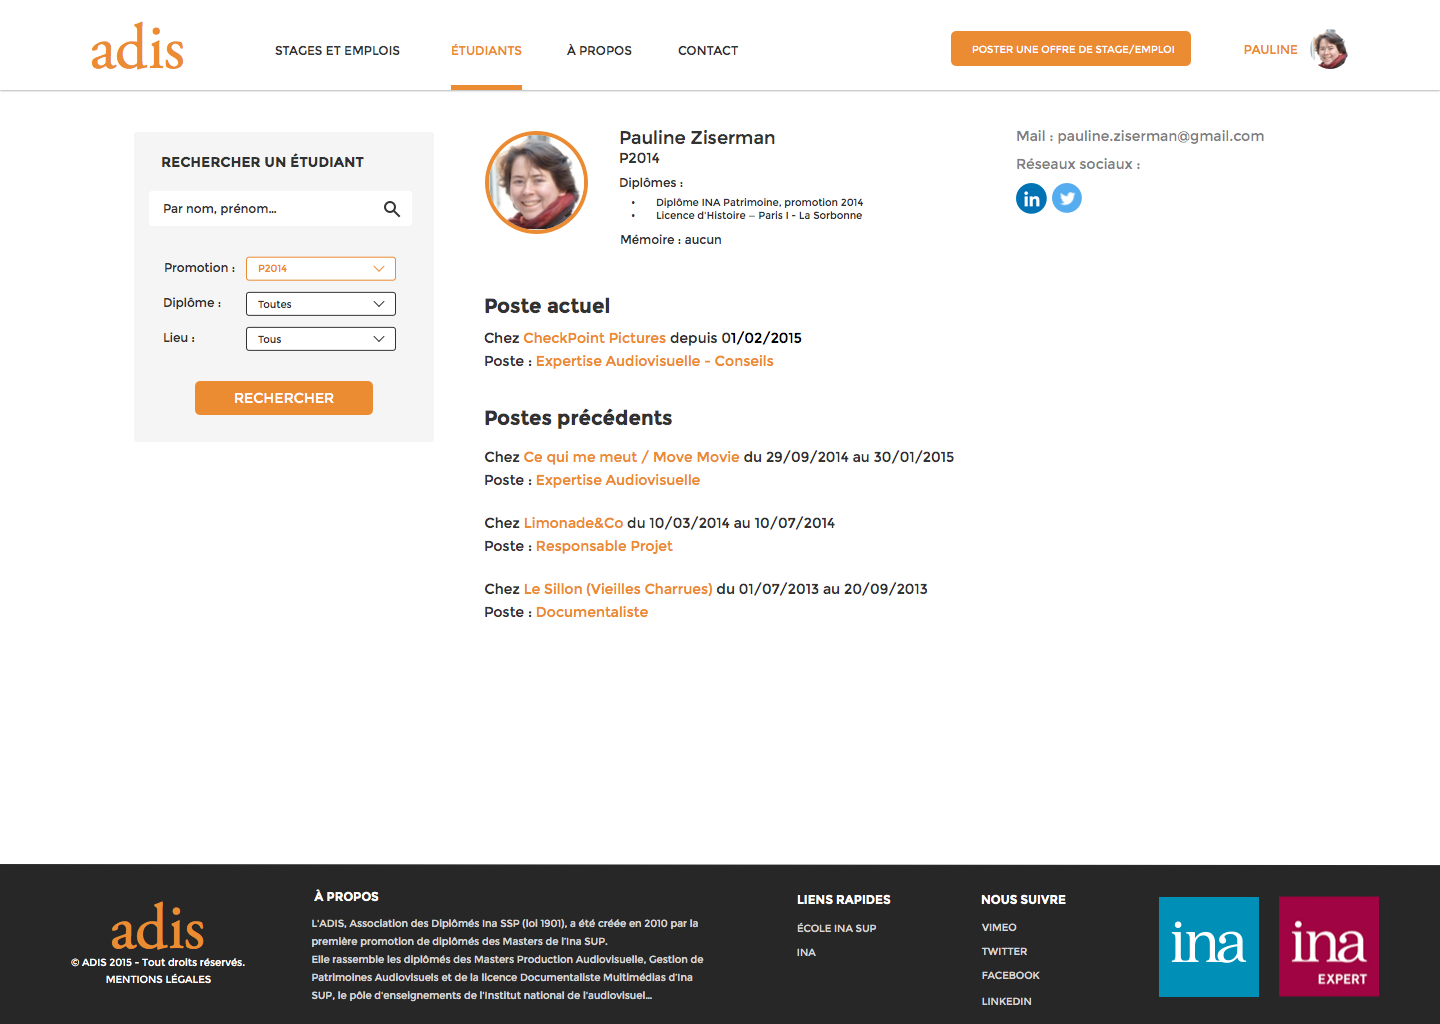 adis
STAGES ET EMPLOIS
ÉTUDIANTS
À PROPOS
CONTACT
POSTER UNE OFFRE DE STAGE/EMPLOI
PAULINE
RECHERCHER UN ÉTUDIANT
Par nom, prénom...
Promotion :
P2014
Diplôme :
Toutes
Lieu :
Tous
RECHERCHER
Pauline Ziserman
P2014
Diplômes :
• Diplôme INA Patrimoine, promotion 2014
• Licence d'Histoire – Paris I - La Sorbonne
Mémoire : aucun
Mail : pauline.ziserman@gmail.com
Réseaux sociaux :
in
Poste actuel
Chez CheckPoint Pictures depuis 01/02/2015
Poste : Expertise Audiovisuelle - Conseils
Postes précédents
Chez Ce qui me meut / Move Movie du 29/09/2014 au 30/01/2015
Poste : Expertise Audiovisuelle
Chez Limonade&Co du 10/03/2014 au 10/07/2014
Poste : Responsable Projet
Chez Le Sillon (Vieilles Charrues) du 01/07/2013 au 20/09/2013
Poste : Documentaliste
adis
© ADIS 2015 - Tout droits réservés.
MENTIONS LÉGALES
À PROPOS
L'ADIS, Association des Diplômés Ina SSP (loi 1901), a été créée en 2010 par la
première promotion de diplômés des Masters de l'Ina SUP.
Elle rassemble les diplômés des Masters Production Audiovisuelle, Gestion de
Patrimoines Audiovisuels et de la licence Documentaliste Multimédias d'Ina
SUP, le pôle d'enseignements de l'Institut national de l'audiovisuel...
LIENS RAPIDES
ÉCOLE INA SUP
INA
NOUS SUIVRE
VIMEO
TWITTER
FACEBOOK
LINKEDIN
ina
ina
EXPERT